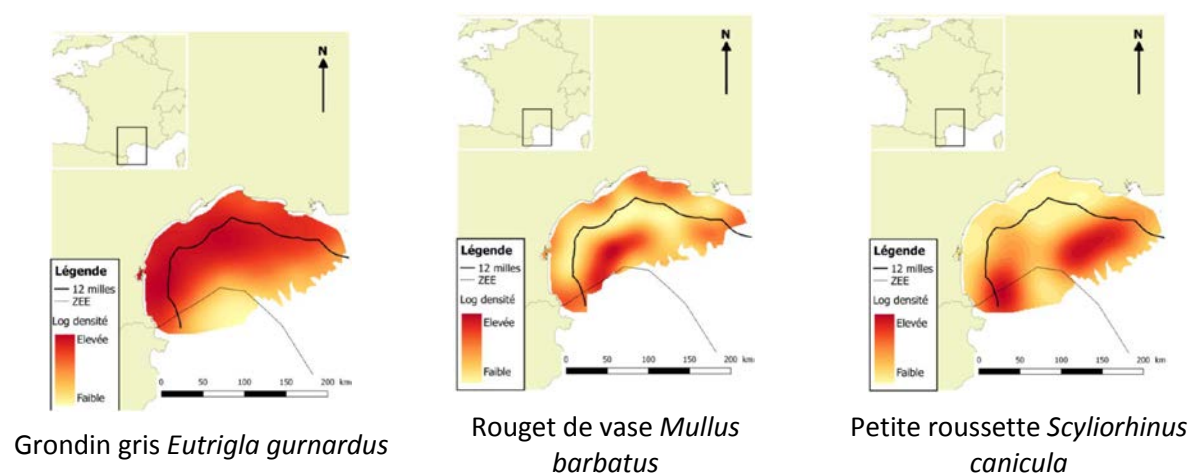 N
Légende
12 milles
ZEE
Log densité
Elevée
Faible
0 50 100 150 200 km
Grondin gris Eutrigla gurnardus
N
Légende
12 milles
ZEE
Log densité
Elevée
Faible
0 50 100 150 200 km
Rouget de vase Mullus
barbatus
N
Légende
12 milles
ZEE
Log densité
Elevée
Faible
0 50 100 150 200 km
Petite roussette Scyliorhinus
canicula